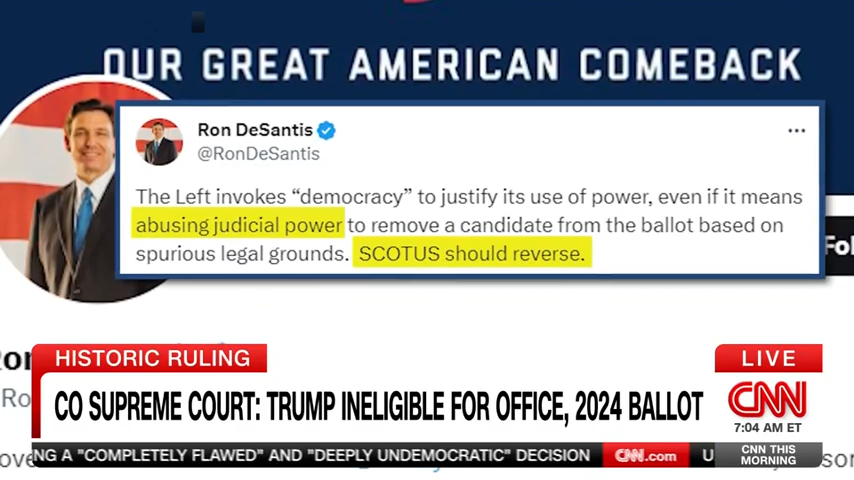 OUR GREAT AMERICAN COMEBACK
Ron DeSantis
@RonDeSantis
The Left invokes “democracy” to justify its use of power, even if it means
abusing judicial power to remove a candidate from the ballot based on
spurious legal grounds. SCOTUS should reverse.
HISTORIC RULING
LIVE
CO SUPREME COURT: TRUMP INELIGIBLE FOR OFFICE, 2024 BALLOT
CNN
7:04 AM ET
NG A "COMPLETELY FLAWED" AND "DEEPLY UNDEMOCRATIC" DECISION
CNN.com
U
CNN THIS
MORNING